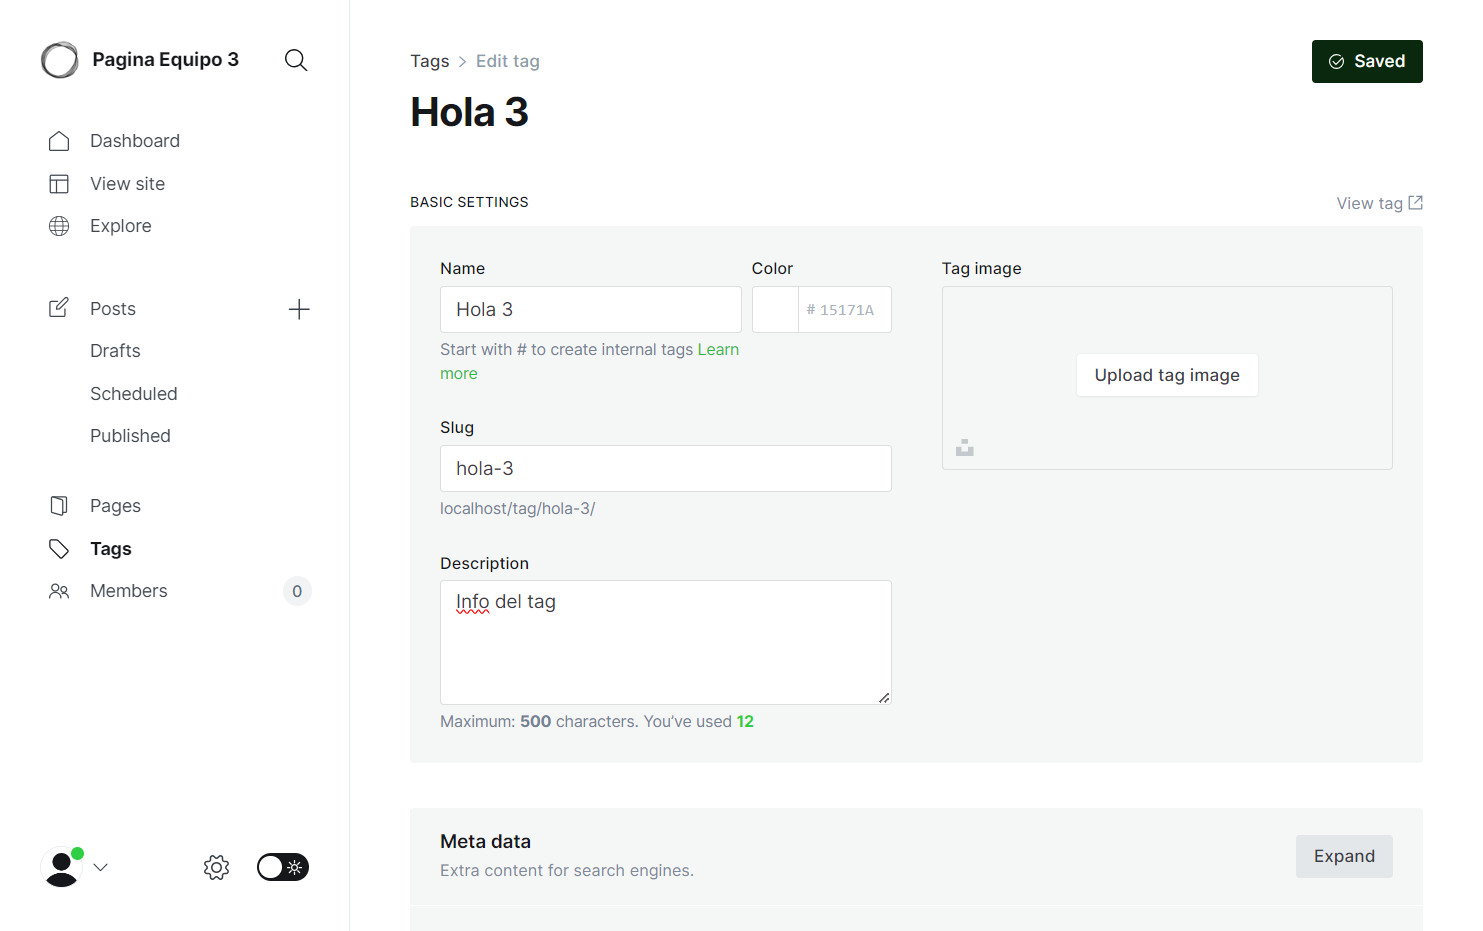 Pagina Equipo 3
Dashboard
View site
Explore
Posts
Drafts
Scheduled
Published
Pages
Tags
Members 0
Tags > Edit tag
Saved
Hola 3
BASIC SETTINGS
View tag
Name
Hola 3
Color
# 15171A
Start with # to create internal tags Learn
more
Slug
hola-3
localhost/tag/hola-3/
Description
Info del tag
Maximum: 500 characters. You’ve used 12
Tag image
Upload tag image
Meta data
Extra content for search engines.
Expand